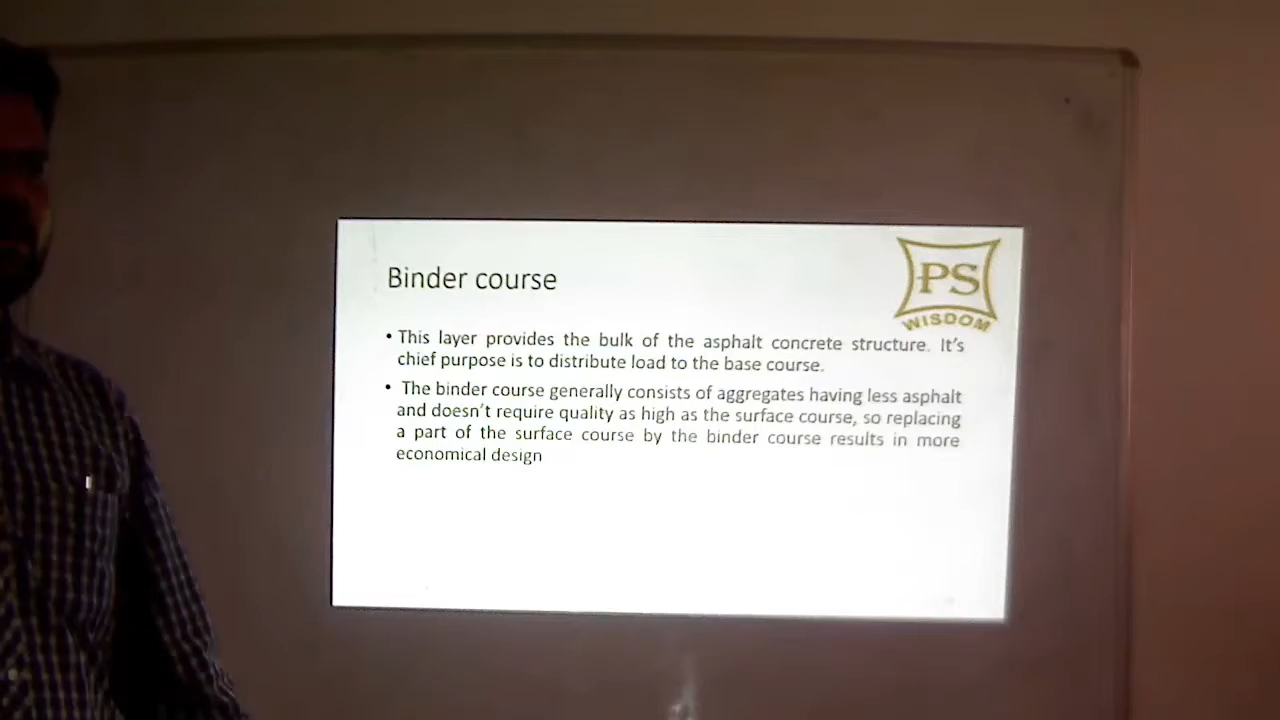 Binder course
PS
WISDOM
• This layer provides the bulk of the asphalt concrete structure. It's
chief purpose is to distribute load to the base course.
• The binder course generally consists of aggregates having less asphalt
and doesn't require quality as high as the surface course, so replacing
a part of the surface course by the binder course results in more
economical design